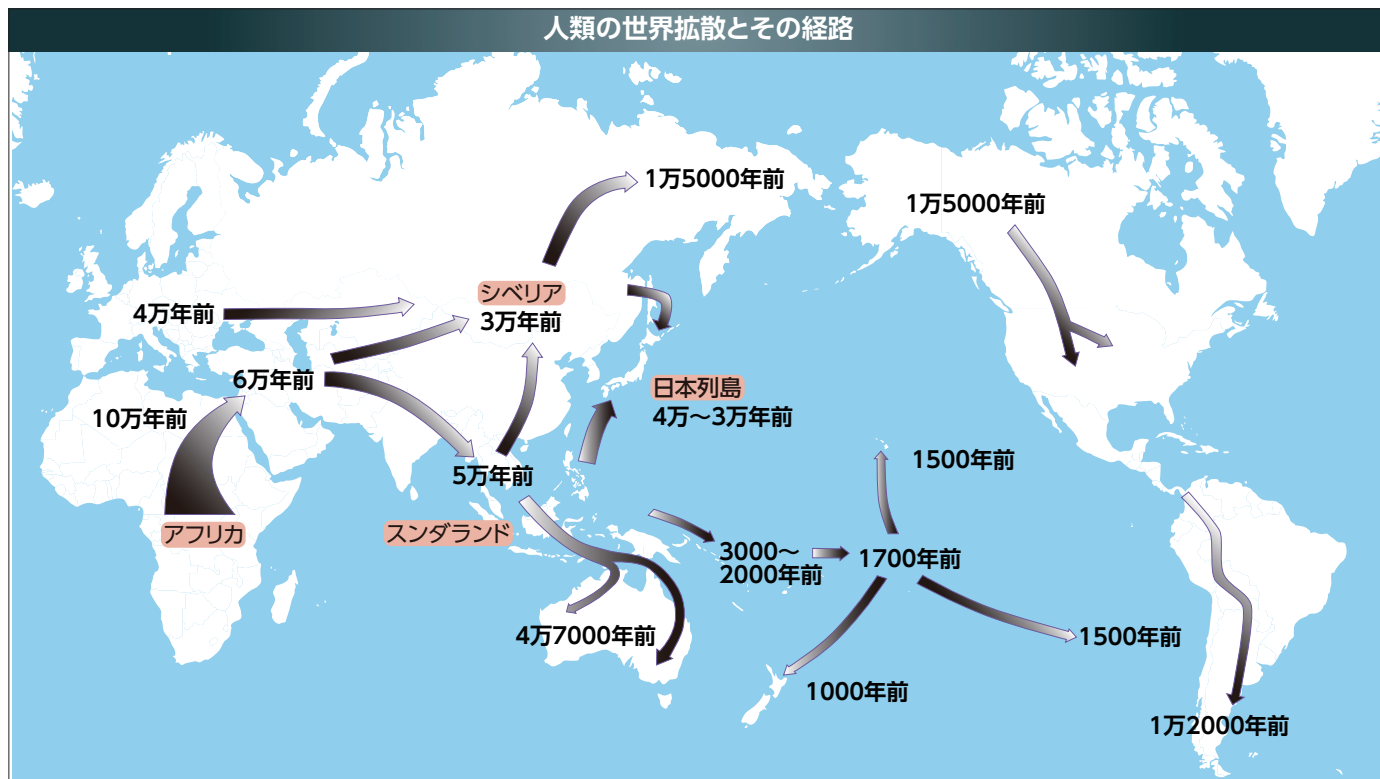 人類の世界拡散とその経路
1万5000年前
1万5000年前
シベリア
3万年前
4万年前
6万年前
10万年前
日本列島
4万〜3万年前
5万年前
1500年前
アフリカ
スンダランド
3000〜
2000年前
1700年前
4万7000年前
1500年前
1000年前
1万2000年前